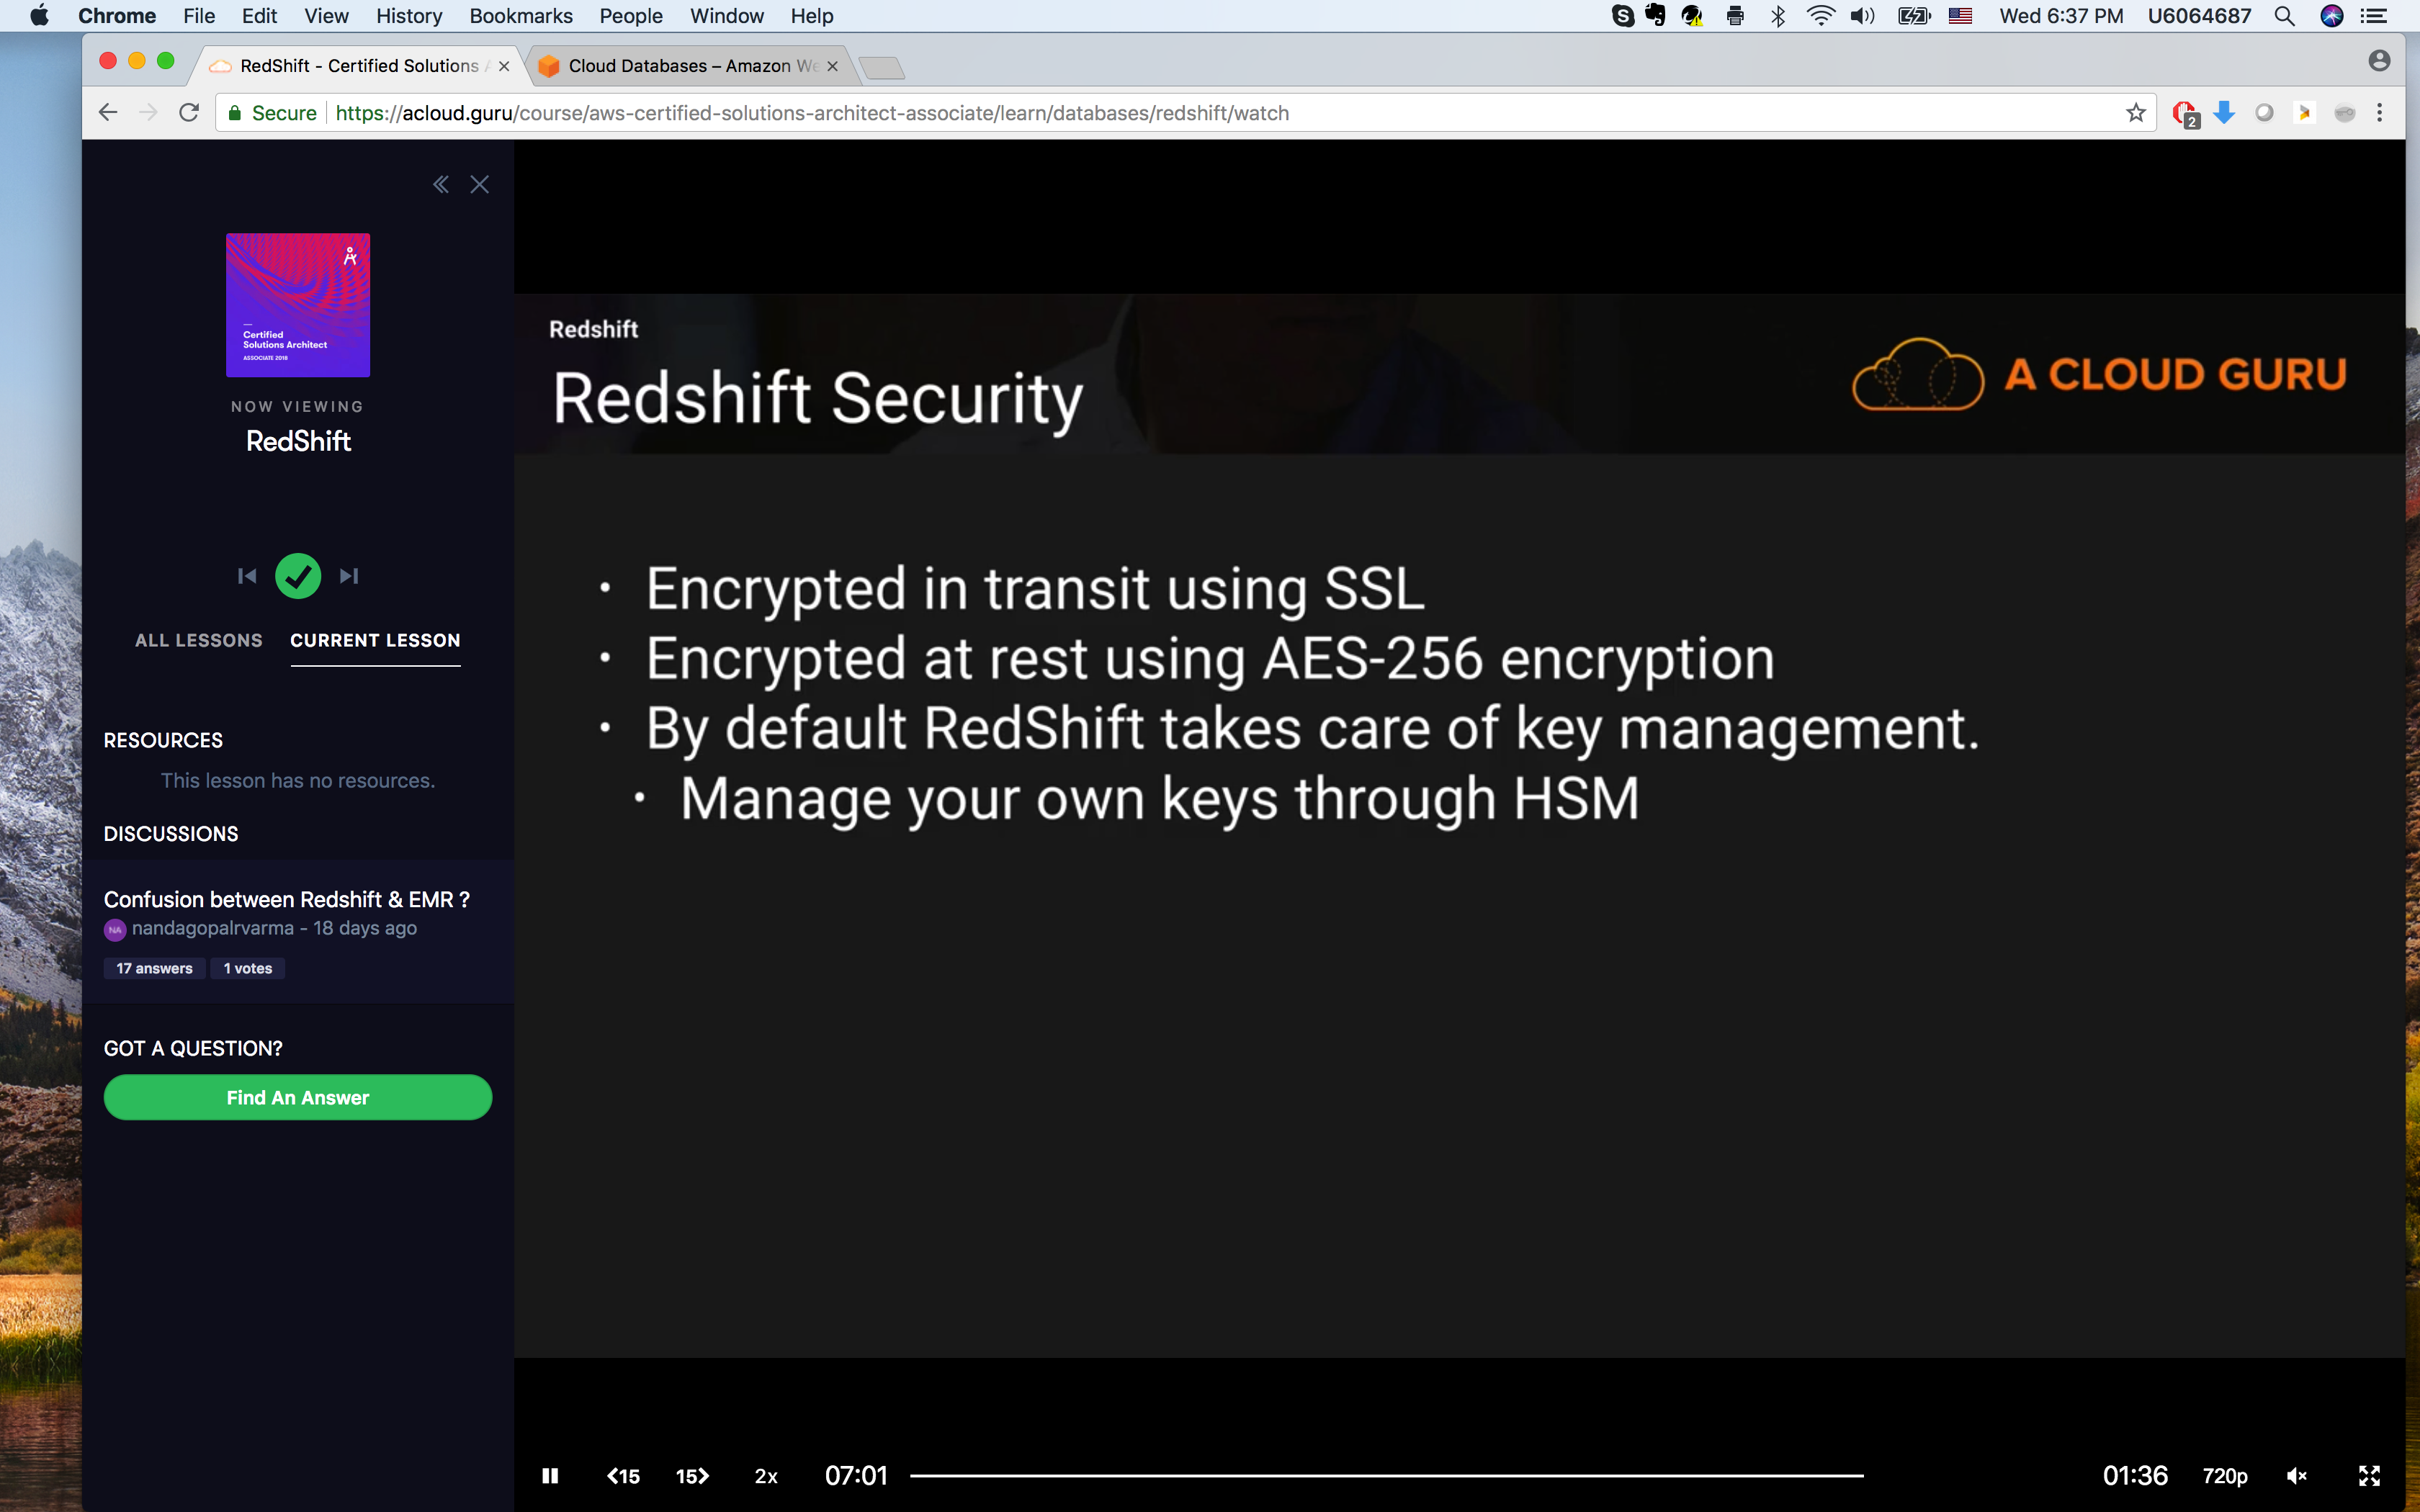 Chrome File Edit View History Bookmarks People Window Help
Wed 6:37 PM U6064687
RedShift - Certified Solutions A
Cloud Databases – Amazon We
Secure https://acloud.guru/course/aws-certified-solutions-architect-associate/learn/databases/redshift/watch
2
Certified
Solutions Architect
ASSOCIATE 2018
NOW VIEWING
RedShift
ALL LESSONS CURRENT LESSON
RESOURCES
This lesson has no resources.
DISCUSSIONS
Confusion between Redshift & EMR ?
NA nandagopalrvarma - 18 days ago
17 answers 1 votes
GOT A QUESTION?
Find An Answer
Redshift
Redshift Security
A CLOUD GURU
• Encrypted in transit using SSL
• Encrypted at rest using AES-256 encryption
• By default RedShift takes care of key management.
• Manage your own keys through HSM
15 15 2x 07:01 01:36 720p